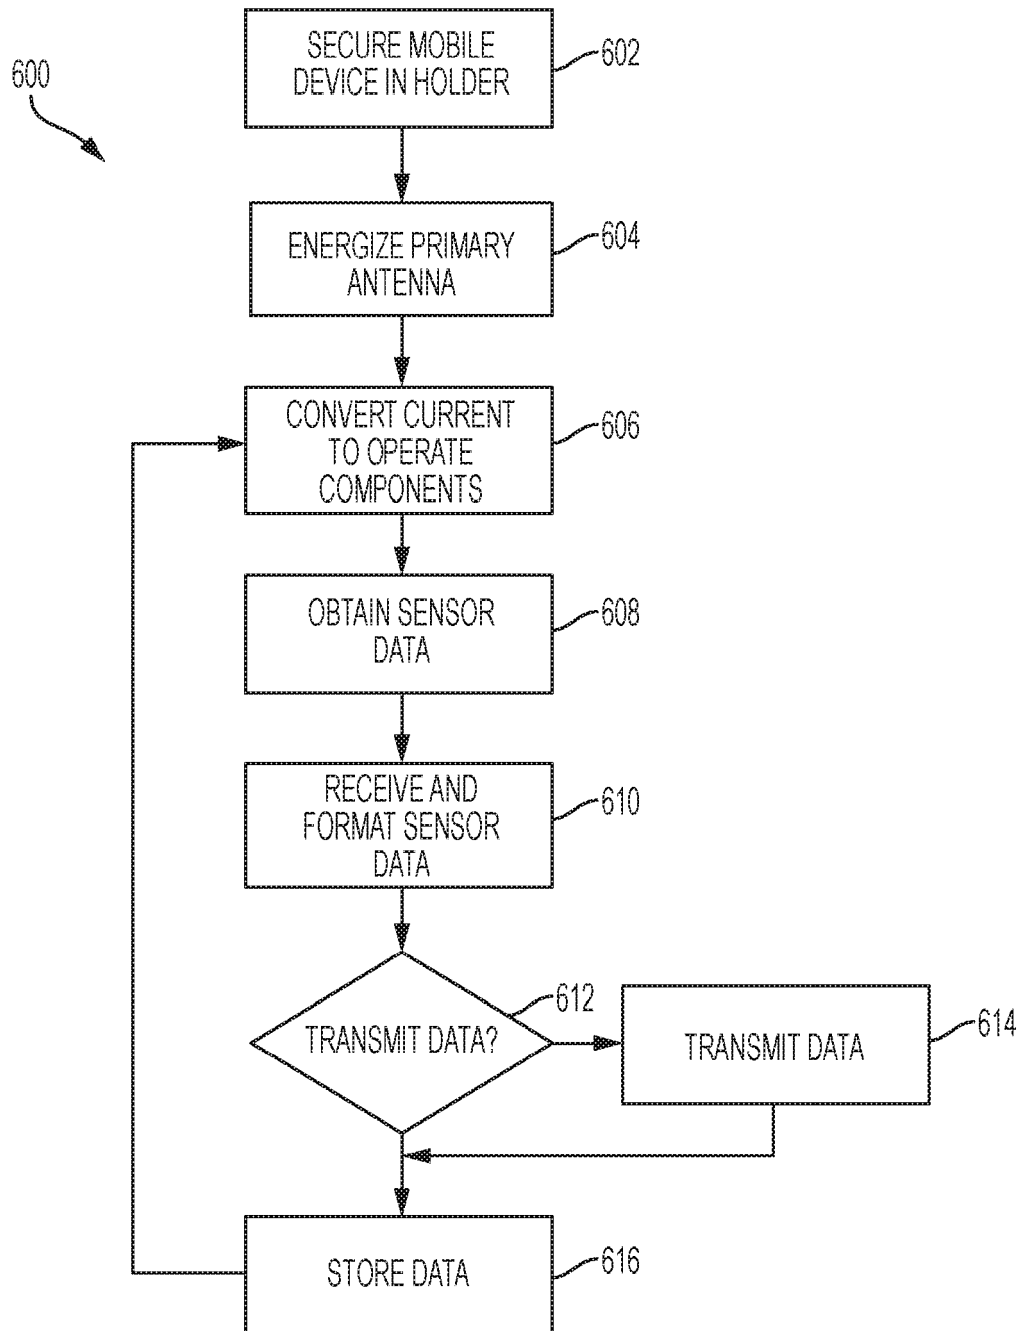 600
SECURE MOBILE
DEVICE IN HOLDER
602
ENERGIZE PRIMARY
ANTENNA
604
CONVERT CURRENT
TO OPERATE
COMPONENTS
606
OBTAIN SENSOR
DATA
608
RECEIVE AND
FORMAT SENSOR
DATA
610
TRANSMIT DATA?
612
TRANSMIT DATA
614
STORE DATA
616